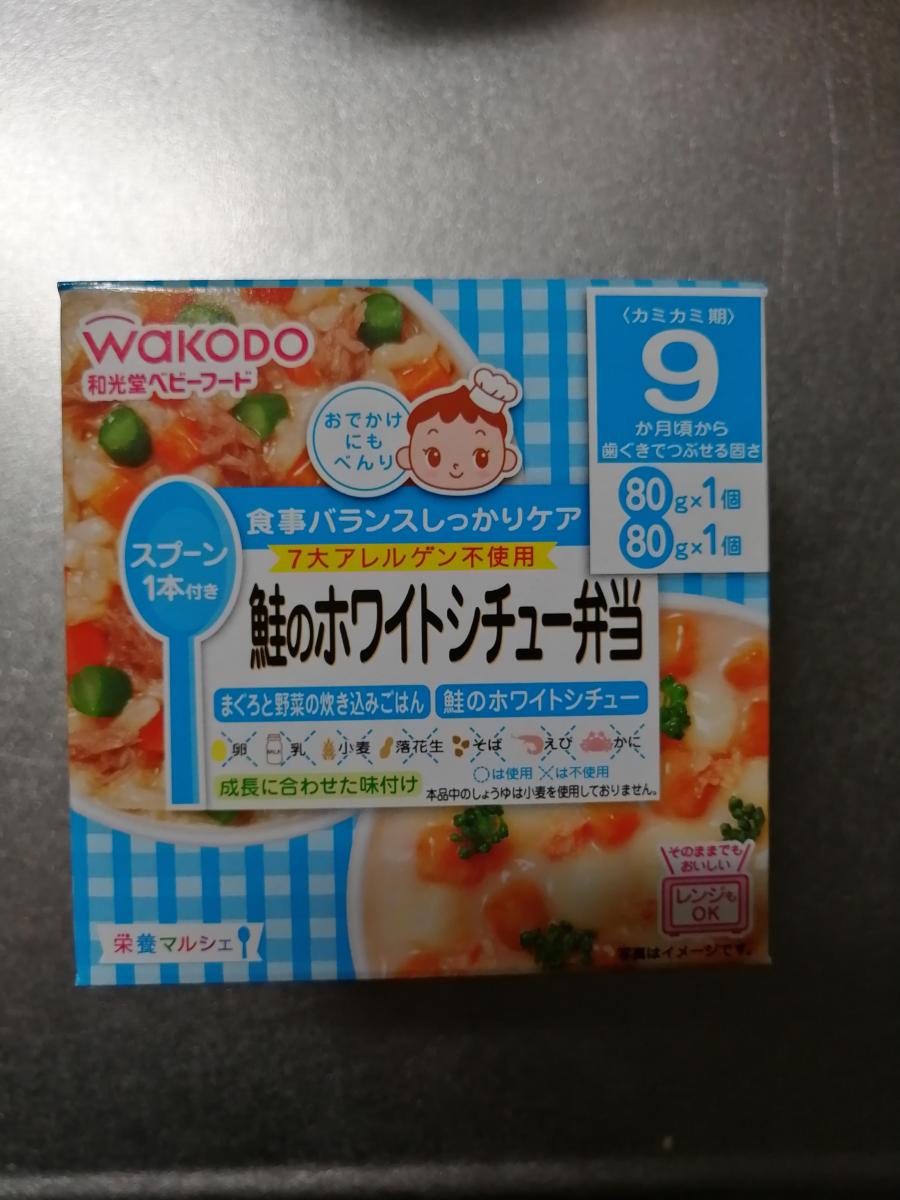 WaKODO
和光堂ベビーフード
〈カミカミ期〉
9
か月頃から
歯ぐきでつぶせる固さ
80g×1個
80g×1個
おでかけ
にも
べんり
食事バランスしっかりケア
7大アレルゲン不使用
スプーン
1本付き
鮭のホワイトシチュー弁当
まぐろと野菜の炊き込みごはん
鮭のホワイトシチュー
卵 MILK 乳 小麦 落花生 そば えび かに
〇は使用 ×は不使用
成長に合わせた味付け
本品中のしょうゆは小麦を使用しておりません。
そのままでも
おいしい
レンジも
OK
栄養マルシェ
写真はイメージです。